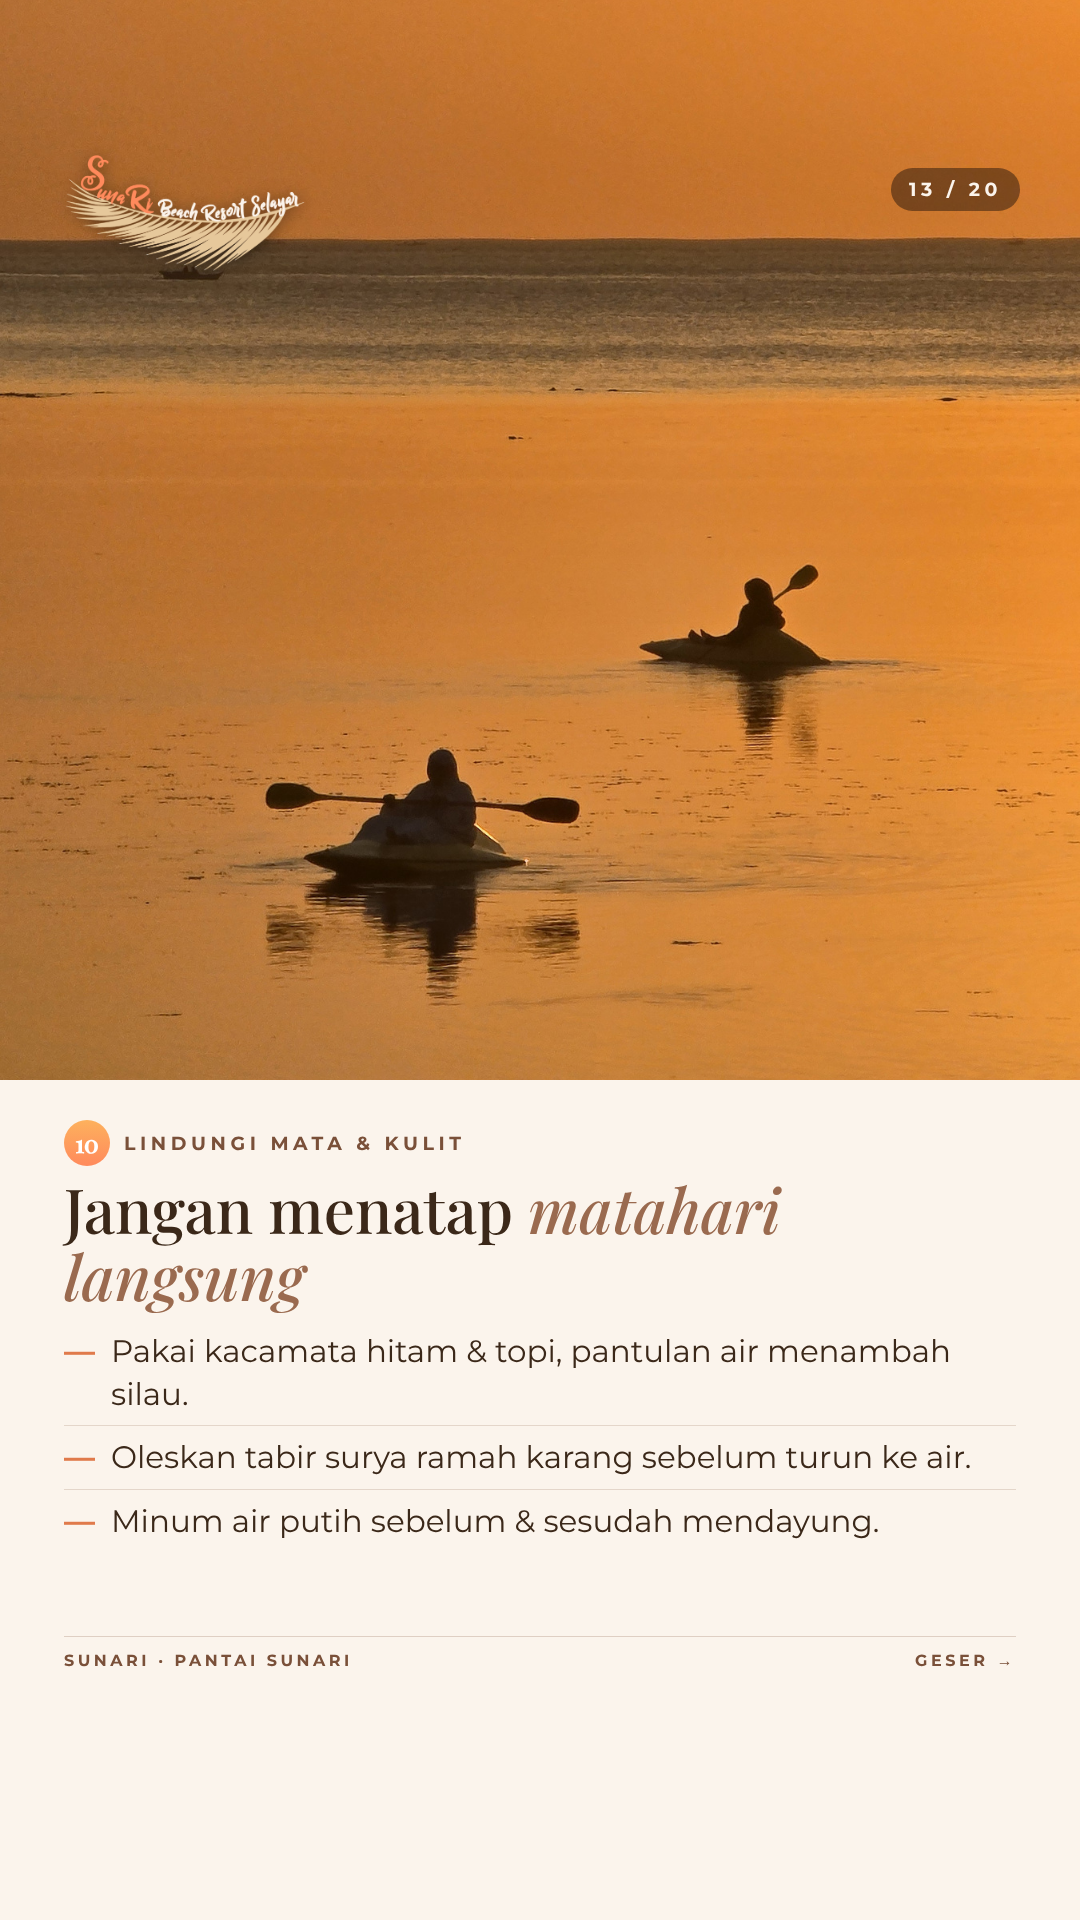 SunaRi Beach Resort Selayar
13 / 20
10 LINDUNGI MATA & KULIT
Jangan menatap matahari
langsung
— Pakai kacamata hitam & topi, pantulan air menambah
silau.
— Oleskan tabir surya ramah karang sebelum turun ke air.
— Minum air putih sebelum & sesudah mendayung.
SUNARI · PANTAI SUNARI
GESER →